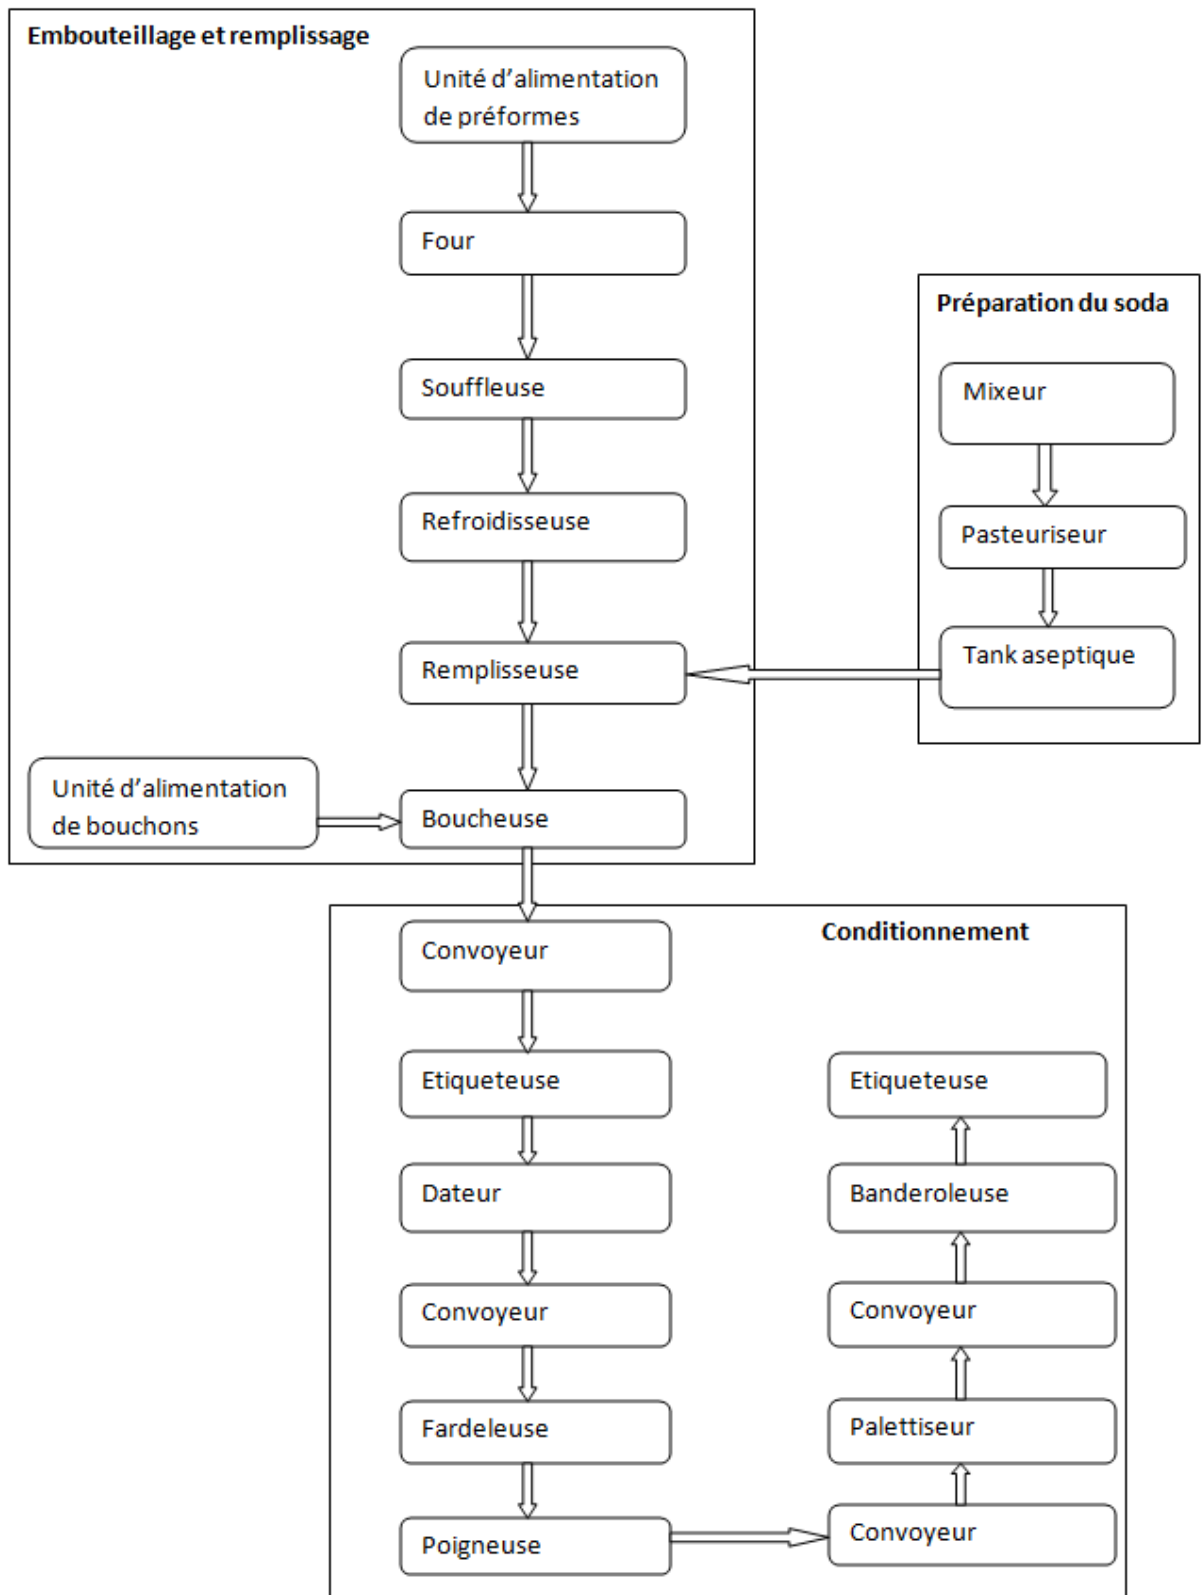 Embouteillage et remplissage
Unité d'alimentation
de préformes
Four
Souffleuse
Refroidisseuse
Remplisseuse
Unité d'alimentation
de bouchons
Boucheuse
Préparation du soda
Mixeur
Pasteuriseur
Tank aseptique
Conditionnement
Convoyeur
Etiqueteuse
Dateur
Convoyeur
Fardeleuse
Poigneuse
Convoyeur
Palettiseur
Convoyeur
Banderoleuse
Etiqueteuse